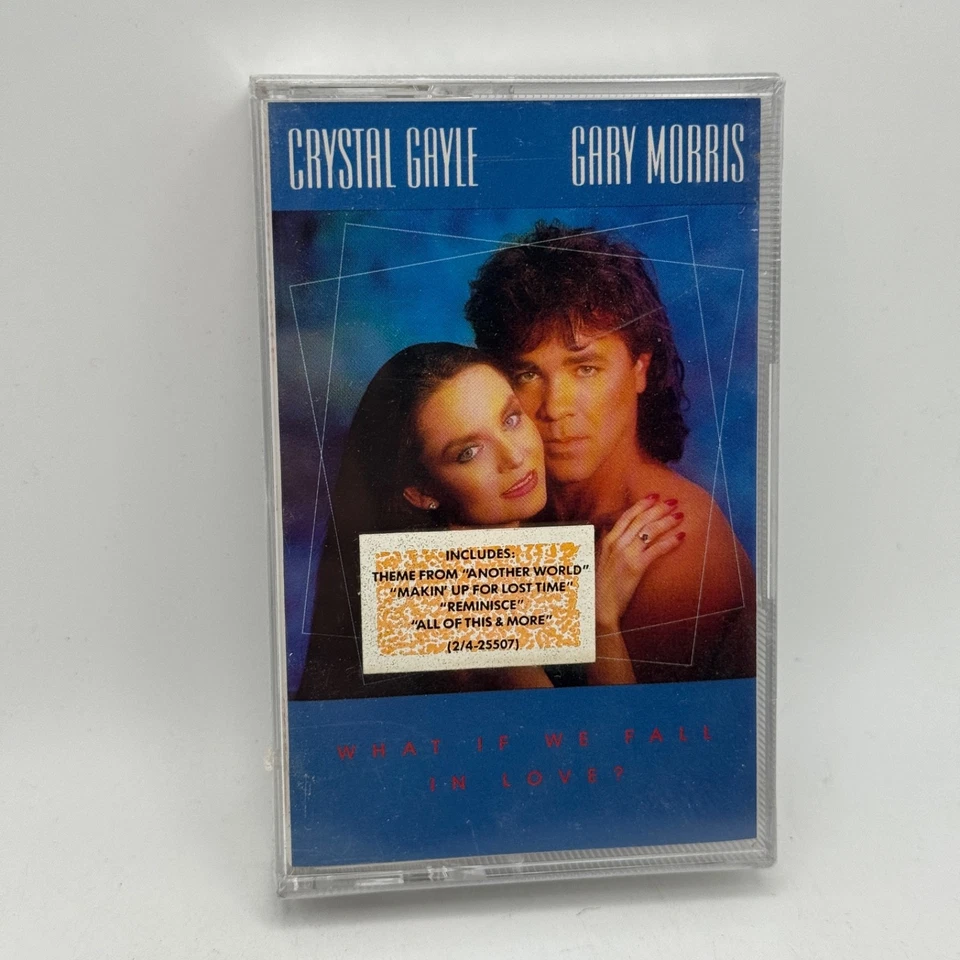 CRYSTAL GAYLE GARY MORRIS
INCLUDES:
THEME FROM "ANOTHER WORLD"
"MAKIN' UP FOR LOST TIME"
"REMINISCE"
"ALL OF THIS & MORE"
(2/4-25507)
WHAT IF WE FALL
IN LOVE?